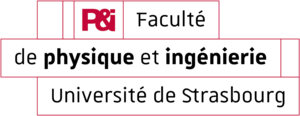 P&i Faculté
de physique et ingénierie
Université de Strasbourg